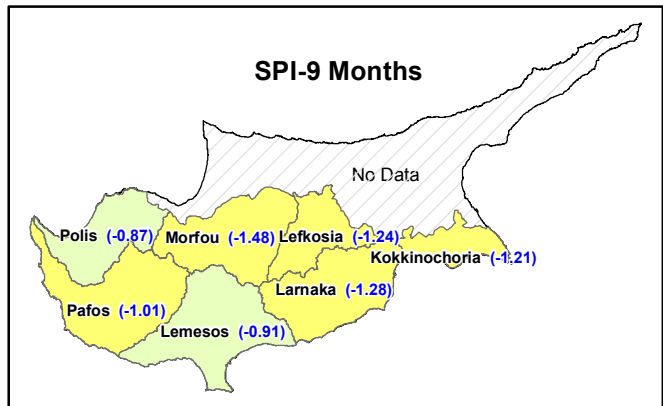 SPI-9 Months
No Data
Polis (-0.87)
Morfou (-1.48)
Lefkosia (-1.24)
Kokkinochoria (-1.21)
Larnaka (-1.28)
Pafos (-1.01)
Lemesos (-0.91)